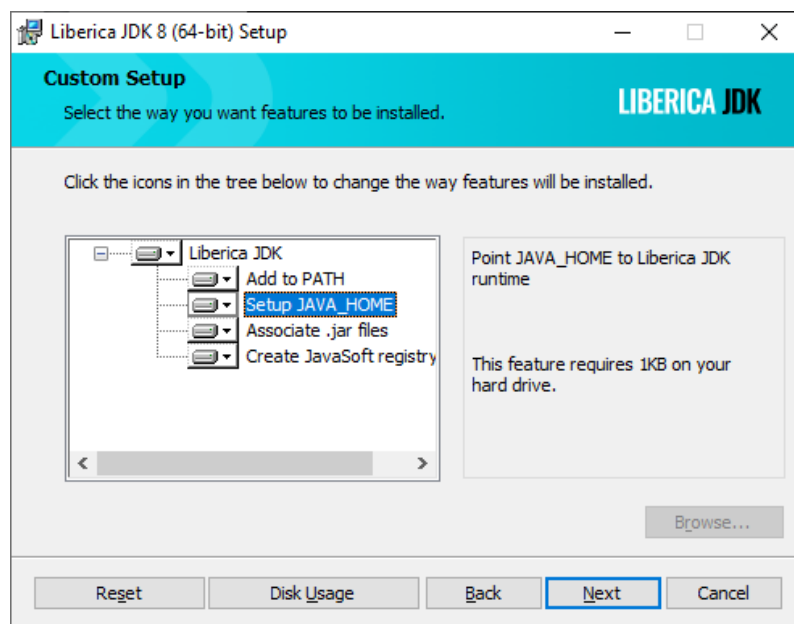 Liberica JDK 8 (64-bit) Setup
Custom Setup
Select the way you want features to be installed.
LIBERICA JDK
Click the icons in the tree below to change the way features will be installed.
Liberica JDK
Add to PATH
Setup JAVA_HOME
Associate .jar files
Create JavaSoft registry
Point JAVA_HOME to Liberica JDK
runtime
This feature requires 1KB on your
hard drive.
Browse...
Reset
Disk Usage
Back
Next
Cancel